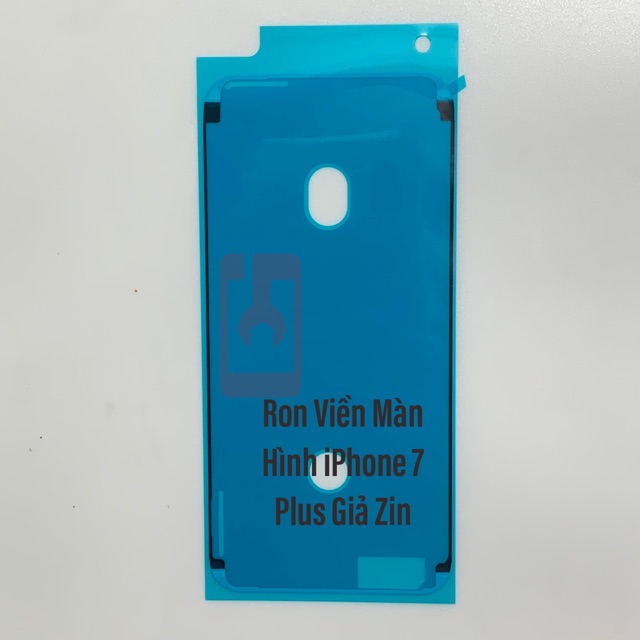 Ron Viền Màn
Hình iPhone 7
Plus Giả Zin